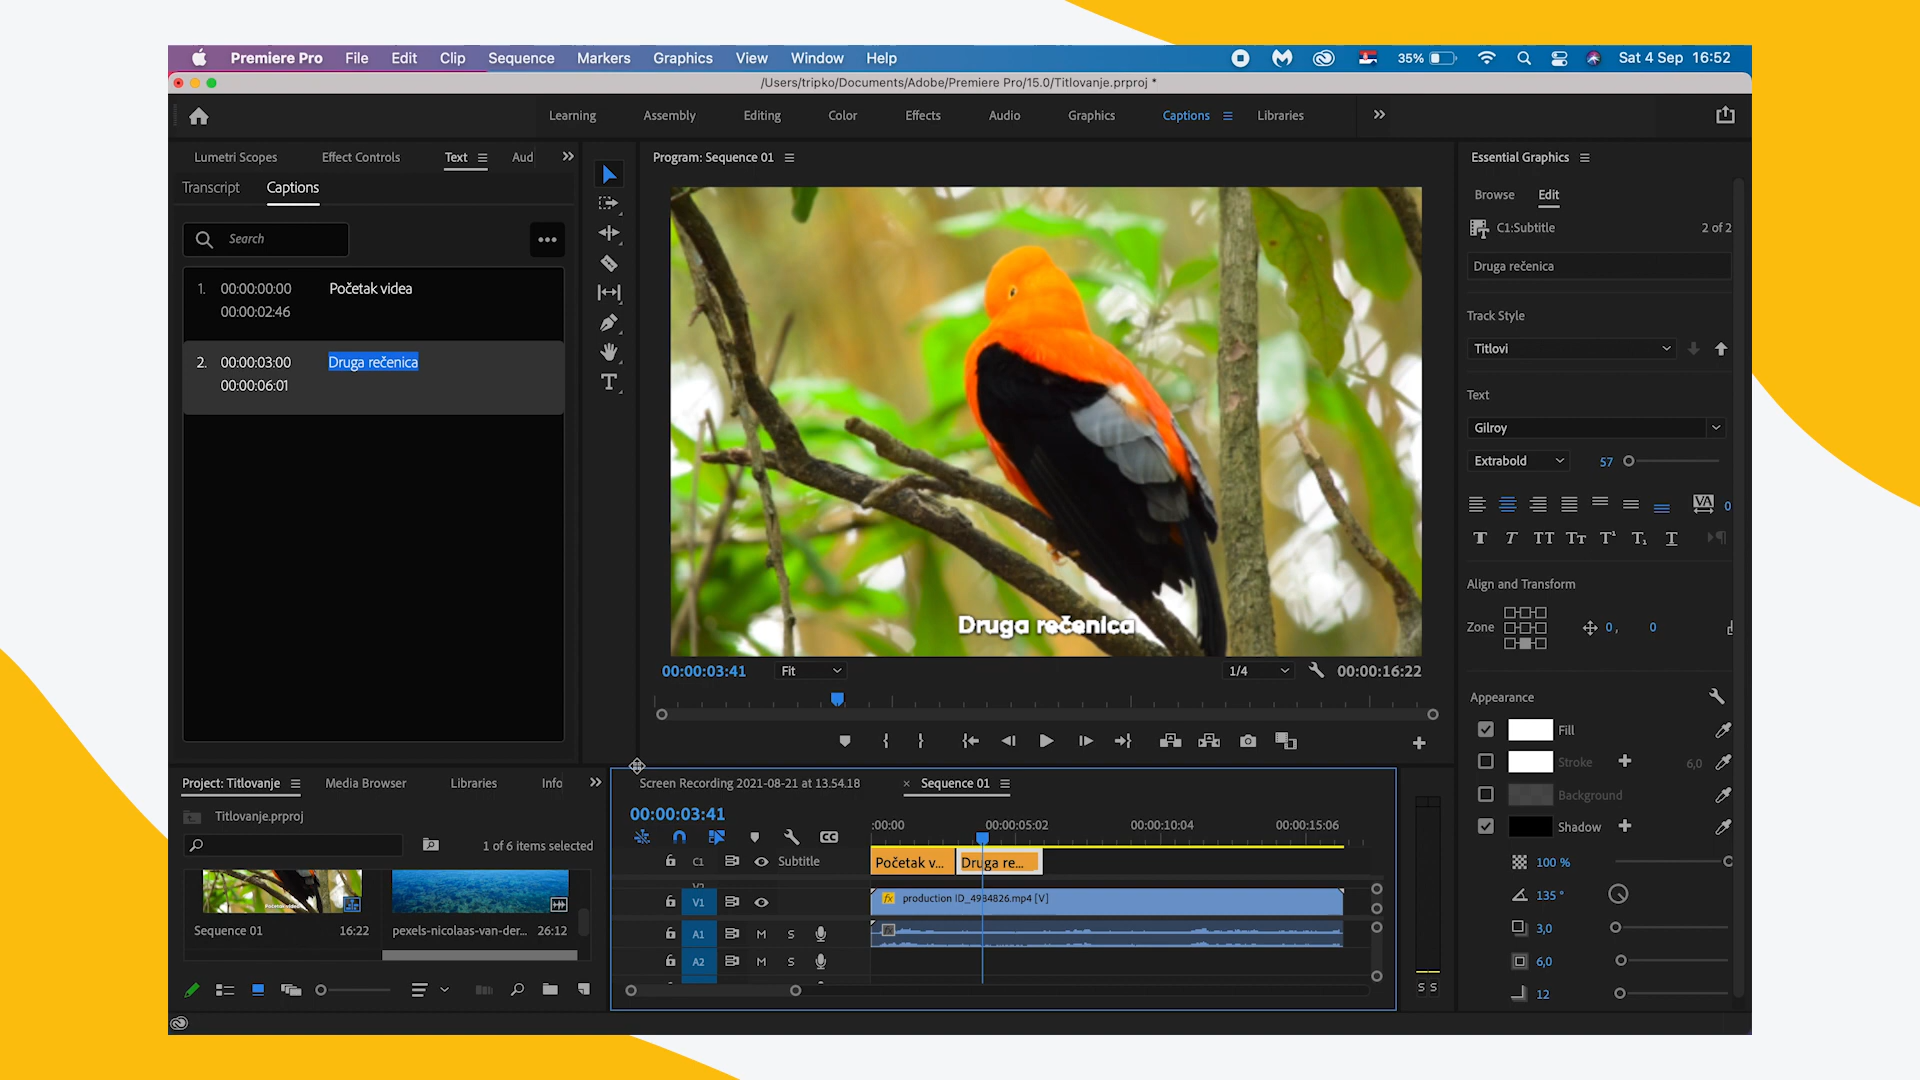 Premiere Pro File Edit Clip Sequence Markers Graphics View Window Help 35% Sat 4 Sep 16:52
/Users/tripko/Documents/Adobe/Premiere Pro/15.0/Titlovanje.prproj *
Learning Assembly Editing Color Effects Audio Graphics Captions Libraries
Lumetri Scopes Effect Controls Text Aud
Transcript Captions
Search
1. 00:00:00:00 Početak videa
00:00:02:46
2. 00:00:03:00 Druga rečenica
00:00:06:01
Program: Sequence 01
Druga rečenica
00:00:03:41 Fit 1/4 00:00:16:22
Essential Graphics
Browse Edit
C1:Subtitle 2 of 2
Druga rečenica
Track Style
Titlovi
Text
Gilroy
Extrabold 57
VA 0
T T TT Tт T¹ T₁ T
Align and Transform
Zone 0, 0
Appearance
Fill
Stroke 6,0
Background
Shadow
100 %
135 °
3,0
6,0
12
Project: Titlovanje Media Browser Libraries Info
Titlovanje.prproj
1 of 6 items selected
Sequence 01 16:22 pexels-nicolaas-van-der... 26:12
Screen Recording 2021-08-21 at 13.54.18 × Sequence 01
00:00:03:41
:00:00 00:00:05:02 00:00:10:04 00:00:15:06
C1 Subtitle Početak v... Druga re...
V1 fx production ID_4984826.mp4 [V]
A1 M S fx
A2 M S
S S